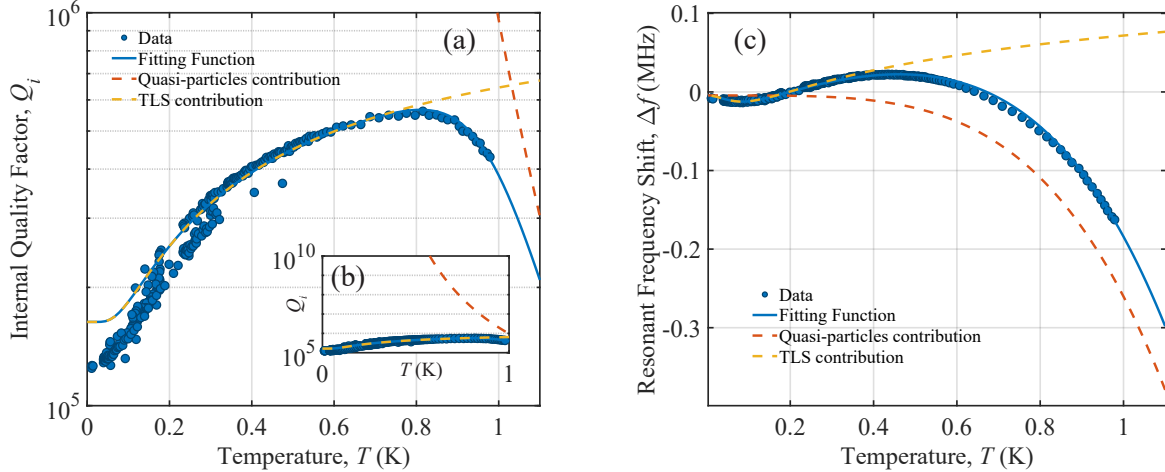 10^6
(a)
Data
Fitting Function
Quasi-particles contribution
TLS contribution
Internal Quality Factor, Q_i
10^10
(b)
Q_i
10^5
0
T (K)
1
10^5
0
0.2
0.4
0.6
0.8
1
Temperature, T (K)
0.1
(c)
0
-0.1
-0.2
-0.3
Resonant Frequency Shift, Δf (MHz)
Data
Fitting Function
Quasi-particles contribution
TLS contribution
0.2
0.4
0.6
0.8
1
Temperature, T (K)